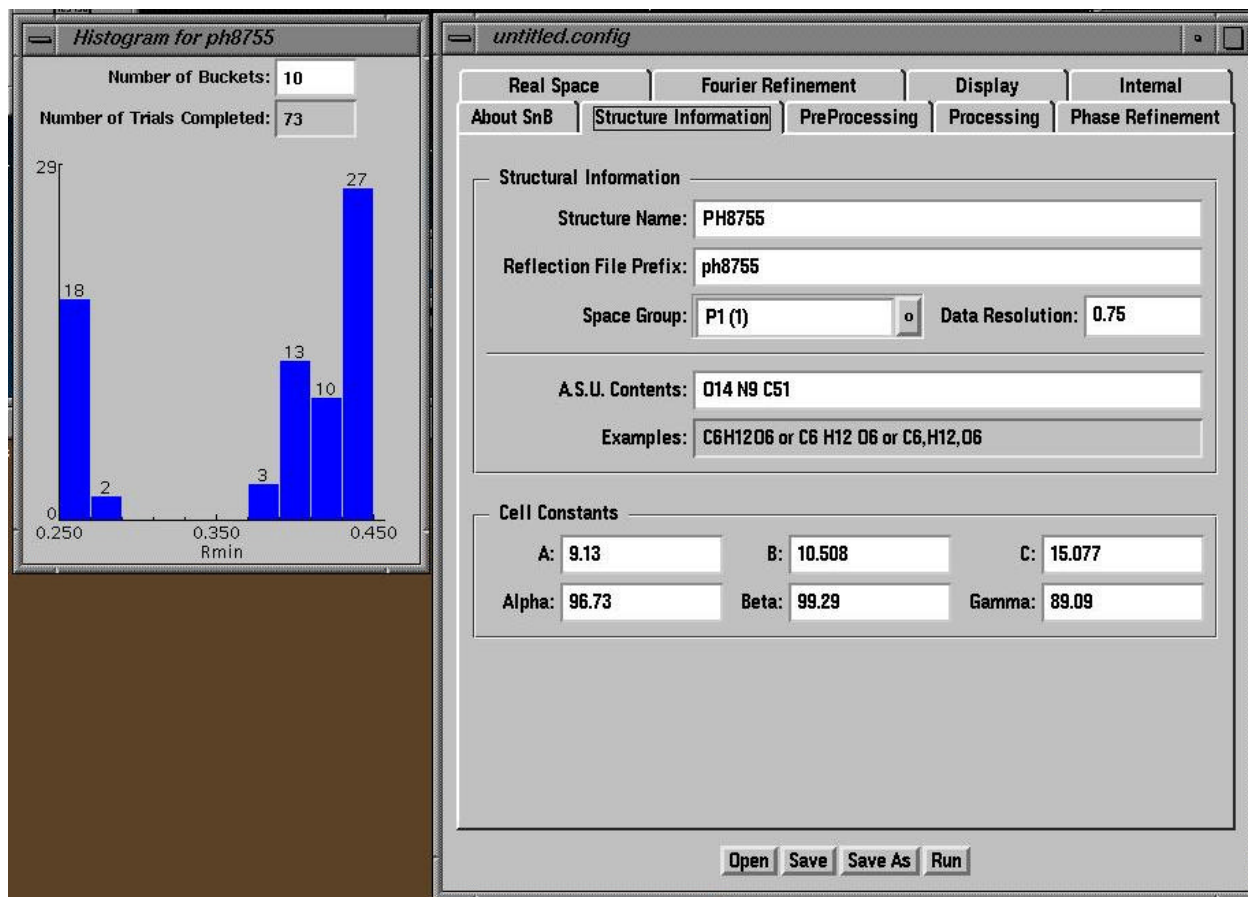 Histogram for ph8755
Number of Buckets: 10
Number of Trials Completed: 73
29
27
18
13
10
3
2
0
0.250 0.350 0.450
Rmin
untitled.config
Real Space Fourier Refinement Display Internal
About SnB Structure Information PreProcessing Processing Phase Refinement
Structural Information
Structure Name: PH8755
Reflection File Prefix: ph8755
Space Group: P1 (1) Data Resolution: 0.75
A.S.U. Contents: O14 N9 C51
Examples: C6H12O6 or C6 H12 O6 or C6,H12,O6
Cell Constants
A: 9.13 B: 10.508 C: 15.077
Alpha: 96.73 Beta: 99.29 Gamma: 89.09
Open Save Save As Run